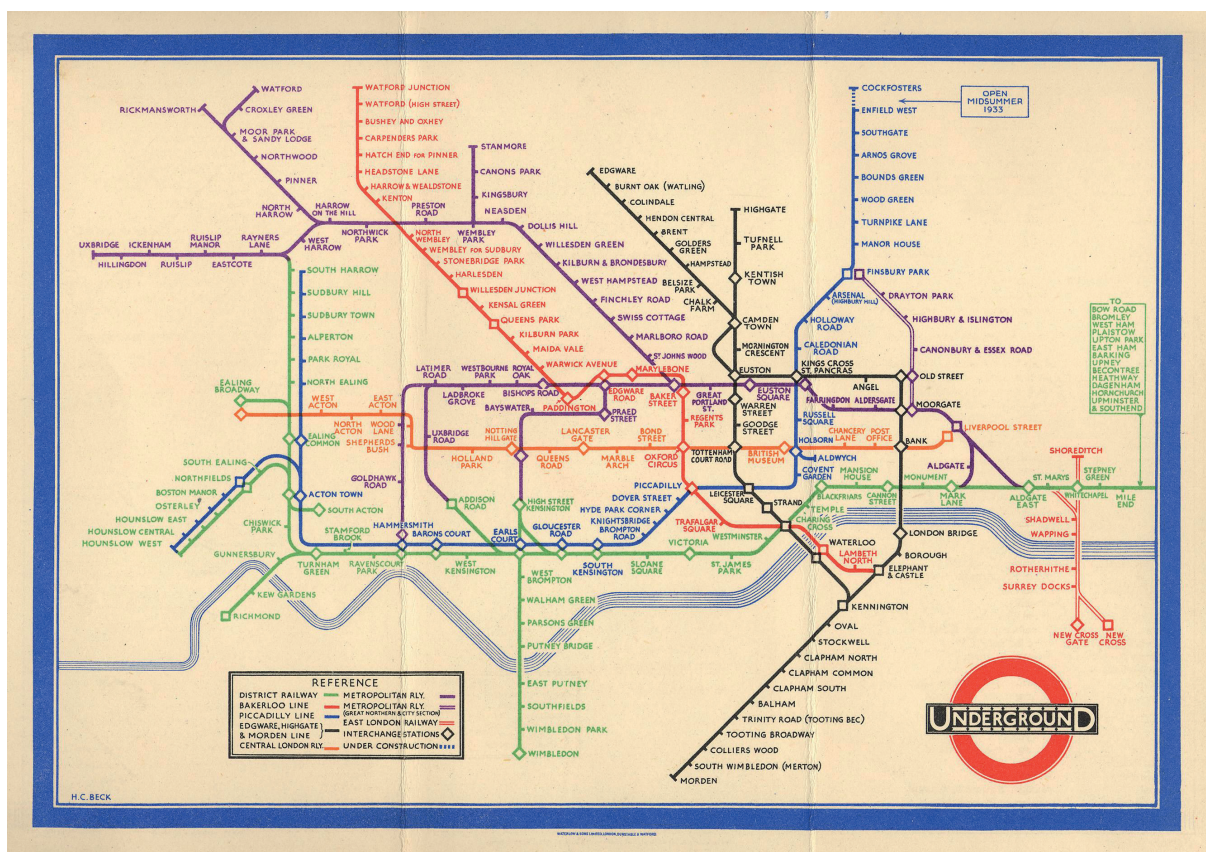 WATFORD
RICKMANSWORTH
CROXLEY GREEN
MOOR PARK
& SANDY LODGE
NORTHWOOD
PINNER
NORTH
HARROW
HARROW
ON THE HILL
WEST
HARROW
NORTHWICK
PARK
PRESTON
ROAD
WEMBLEY
PARK
STANMORE
CANONS PARK
KINGSBURY
NEASDEN
DOLLIS HILL
WILLESDEN GREEN
KILBURN & BRONDESBURY
WEST HAMPSTEAD
FINCHLEY ROAD
SWISS COTTAGE
MARLBORO ROAD
ST. JOHNS WOOD
UXBRIDGE
ICKENHAM
RUISLIP
MANOR
RAYNERS
LANE
HILLINGDON
RUISLIP
EASTCOTE
WATFORD JUNCTION
WATFORD (HIGH STREET)
BUSHEY AND OXHEY
CARPENDERS PARK
HATCH END FOR PINNER
HEADSTONE LANE
HARROW & WEALDSTONE
KENTON
NORTH
WEMBLEY
WEMBLEY FOR SUDBURY
STONEBRIDGE PARK
HARLESDEN
WILLESDEN JUNCTION
KENSAL GREEN
QUEENS PARK
KILBURN PARK
MAIDA VALE
WARWICK AVENUE
PADDINGTON
EDGWARE
ROAD
MARYLEBONE
BAKER
STREET
REGENTS
PARK
OXFORD
CIRCUS
PICCADILLY
TRAFALGAR
SQUARE
CHARING
CROSS
WATERLOO
LAMBETH
NORTH
ELEPHANT
& CASTLE
EDGWARE
BURNT OAK (WATLING)
COLINDALE
HENDON CENTRAL
BRENT
GOLDERS
GREEN
HAMPSTEAD
BELSIZE
PARK
CHALK
FARM
CAMDEN
TOWN
HIGHGATE
TUFNELL
PARK
KENTISH
TOWN
MORNINGTON
CRESCENT
EUSTON
WARREN
STREET
GOODGE
STREET
TOTTENHAM
COURT ROAD
LEICESTER
SQUARE
STRAND
KINGS CROSS
ST. PANCRAS
ANGEL
OLD STREET
MOORGATE
BANK
LONDON BRIDGE
BOROUGH
KENNINGTON
OVAL
STOCKWELL
CLAPHAM NORTH
CLAPHAM COMMON
CLAPHAM SOUTH
BALHAM
TRINITY ROAD (TOOTING BEC)
TOOTING BROADWAY
COLLIERS WOOD
SOUTH WIMBLEDON (MERTON)
MORDEN
COCKFOSTERS
OPEN
MIDSUMMER
1933
ENFIELD WEST
SOUTHGATE
ARNOS GROVE
BOUNDS GREEN
WOOD GREEN
TURNPIKE LANE
MANOR HOUSE
FINSBURY PARK
ARSENAL
(HIGHBURY HILL)
HOLLOWAY
ROAD
CALEDONIAN
ROAD
RUSSELL
SQUARE
HOLBORN
ALDWYCH
COVENT
GARDEN
DOVER STREET
HYDE PARK CORNER
KNIGHTSBRIDGE
BROMPTON
ROAD
SOUTH
KENSINGTON
GLOUCESTER
ROAD
EARLS
COURT
BARONS COURT
HAMMERSMITH
DRAYTON PARK
HIGHBURY & ISLINGTON
CANONBURY & ESSEX ROAD
LATIMER
ROAD
LADBROKE
GROVE
WESTBOURNE
PARK
ROYAL
OAK
BISHOPS ROAD
BAYSWATER
PRAED
STREET
GREAT
PORTLAND
ST.
EUSTON
SQUARE
FARRINGDON
ALDERSGATE
LIVERPOOL STREET
ALDGATE
UXBRIDGE
ROAD
GOLDHAWK
ROAD
SOUTH HARROW
SUDBURY HILL
SUDBURY TOWN
ALPERTON
PARK ROYAL
NORTH EALING
EALING
BROADWAY
EALING
COMMON
WEST
ACTON
NORTH
ACTON
EAST
ACTON
WOOD
LANE
SHEPHERDS
BUSH
HOLLAND
PARK
NOTTING
HILL GATE
QUEENS
ROAD
LANCASTER
GATE
MARBLE
ARCH
BOND
STREET
BRITISH
MUSEUM
CHANCERY
LANE
POST
OFFICE
SOUTH EALING
NORTHFIELDS
BOSTON MANOR
OSTERLEY
HOUNSLOW EAST
HOUNSLOW CENTRAL
HOUNSLOW WEST
ACTON TOWN
SOUTH ACTON
CHISWICK
PARK
STAMFORD
BROOK
GUNNERSBURY
KEW GARDENS
RICHMOND
TURNHAM
GREEN
RAVENSCOURT
PARK
WEST
KENSINGTON
ADDISON
ROAD
HIGH STREET
KENSINGTON
SLOANE
SQUARE
VICTORIA
ST. JAMES
PARK
WESTMINSTER
TEMPLE
BLACKFRIARS
MANSION
HOUSE
CANNON
STREET
MONUMENT
MARK
LANE
ALDGATE
EAST
ST. MARYS
WHITECHAPEL
STEPNEY
GREEN
MILE
END
TO
BOW ROAD
BROMLEY
WEST HAM
PLAISTOW
UPTON PARK
EAST HAM
BARKING
UPNEY
BECONTREE
HEATHWAY
DAGENHAM
HORNCHURCH
UPMINSTER
& SOUTHEND
SHOREDITCH
SHADWELL
WAPPING
ROTHERHITHE
SURREY DOCKS
NEW CROSS
GATE
NEW
CROSS
WEST
BROMPTON
WALHAM GREEN
PARSONS GREEN
PUTNEY BRIDGE
EAST PUTNEY
SOUTHFIELDS
WIMBLEDON PARK
WIMBLEDON
REFERENCE
DISTRICT RAILWAY
BAKERLOO LINE
PICCADILLY LINE
EDGWARE, HIGHGATE
& MORDEN LINE
CENTRAL LONDON RLY.
METROPOLITAN RLY.
METROPOLITAN RLY.
(GREAT NORTHERN & CITY SECTION)
EAST LONDON RAILWAY
INTERCHANGE STATIONS
UNDER CONSTRUCTION
UNDERGROUND
H.C. BECK